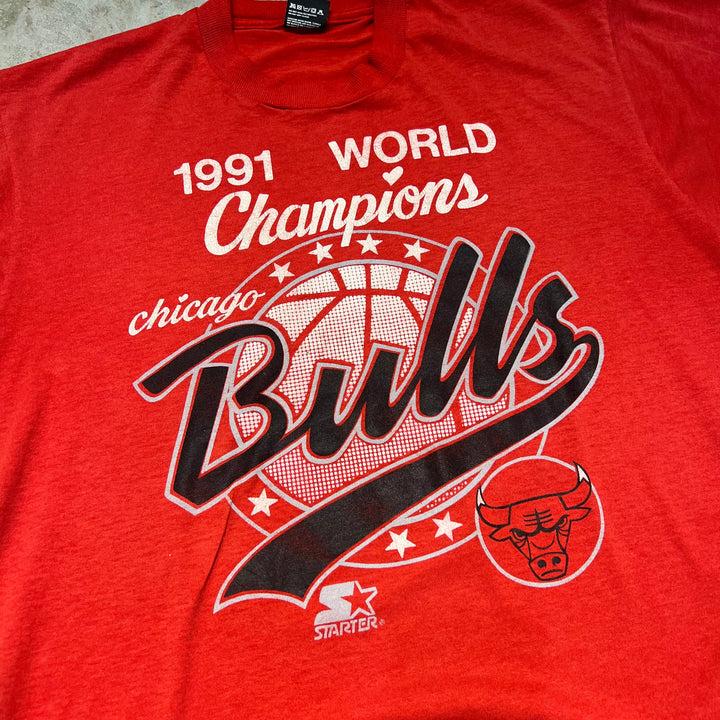 1991 WORLD
Champions
chicago
Bulls
STARTER